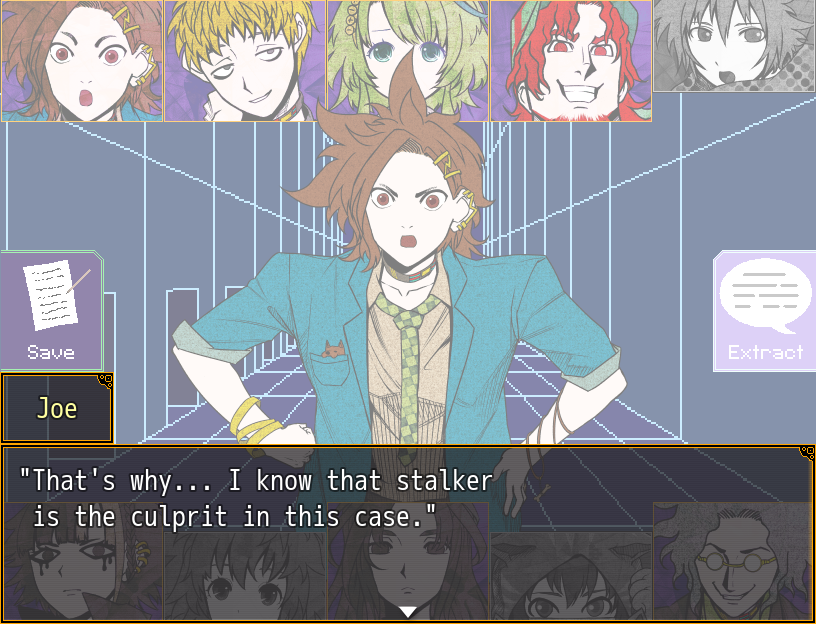 Save
Extract
Joe
"That's why... I know that stalker
is the culprit in this case."